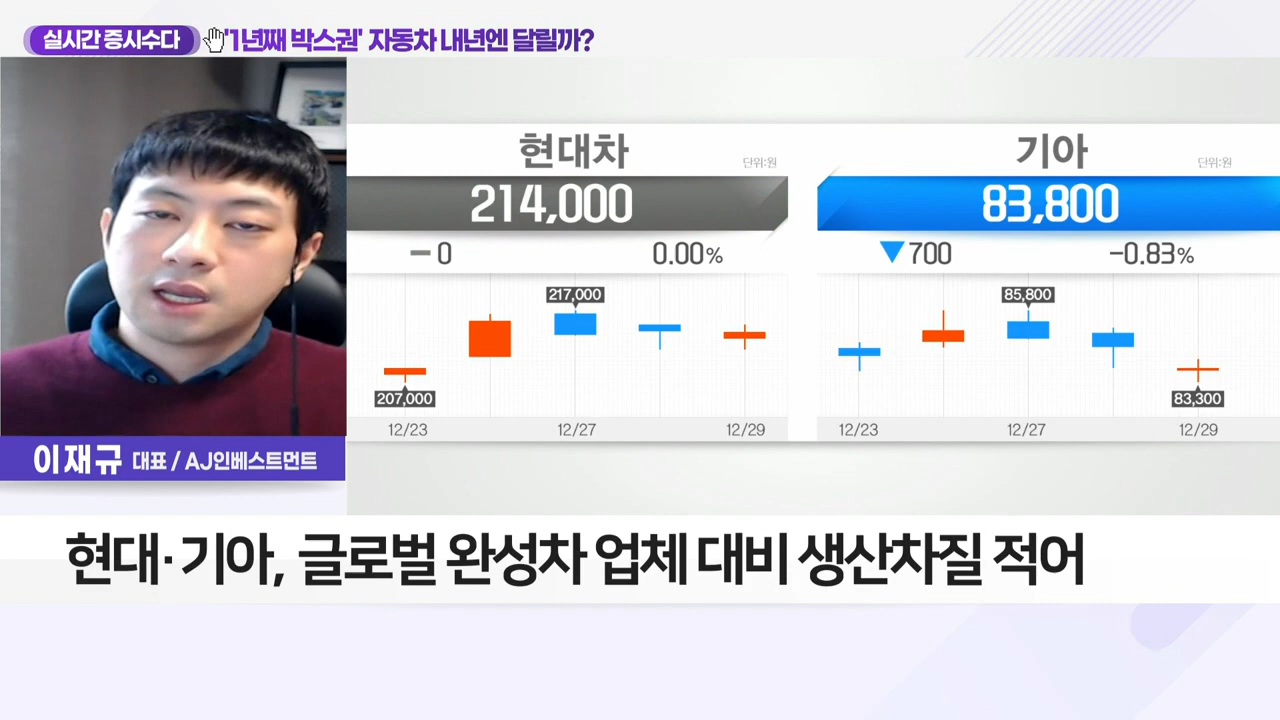 실시간 증시수다 '1년째 박스권' 자동차 내년엔 달릴까?
현대차
단위:원
214,000
0 0.00%
217,000
207,000
12/23 12/27 12/29
기아
단위:원
83,800
▼700 -0.83%
85,800
83,300
12/23 12/27 12/29
이재규 대표 / AJ인베스트먼트
현대·기아, 글로벌 완성차 업체 대비 생산차질 적어